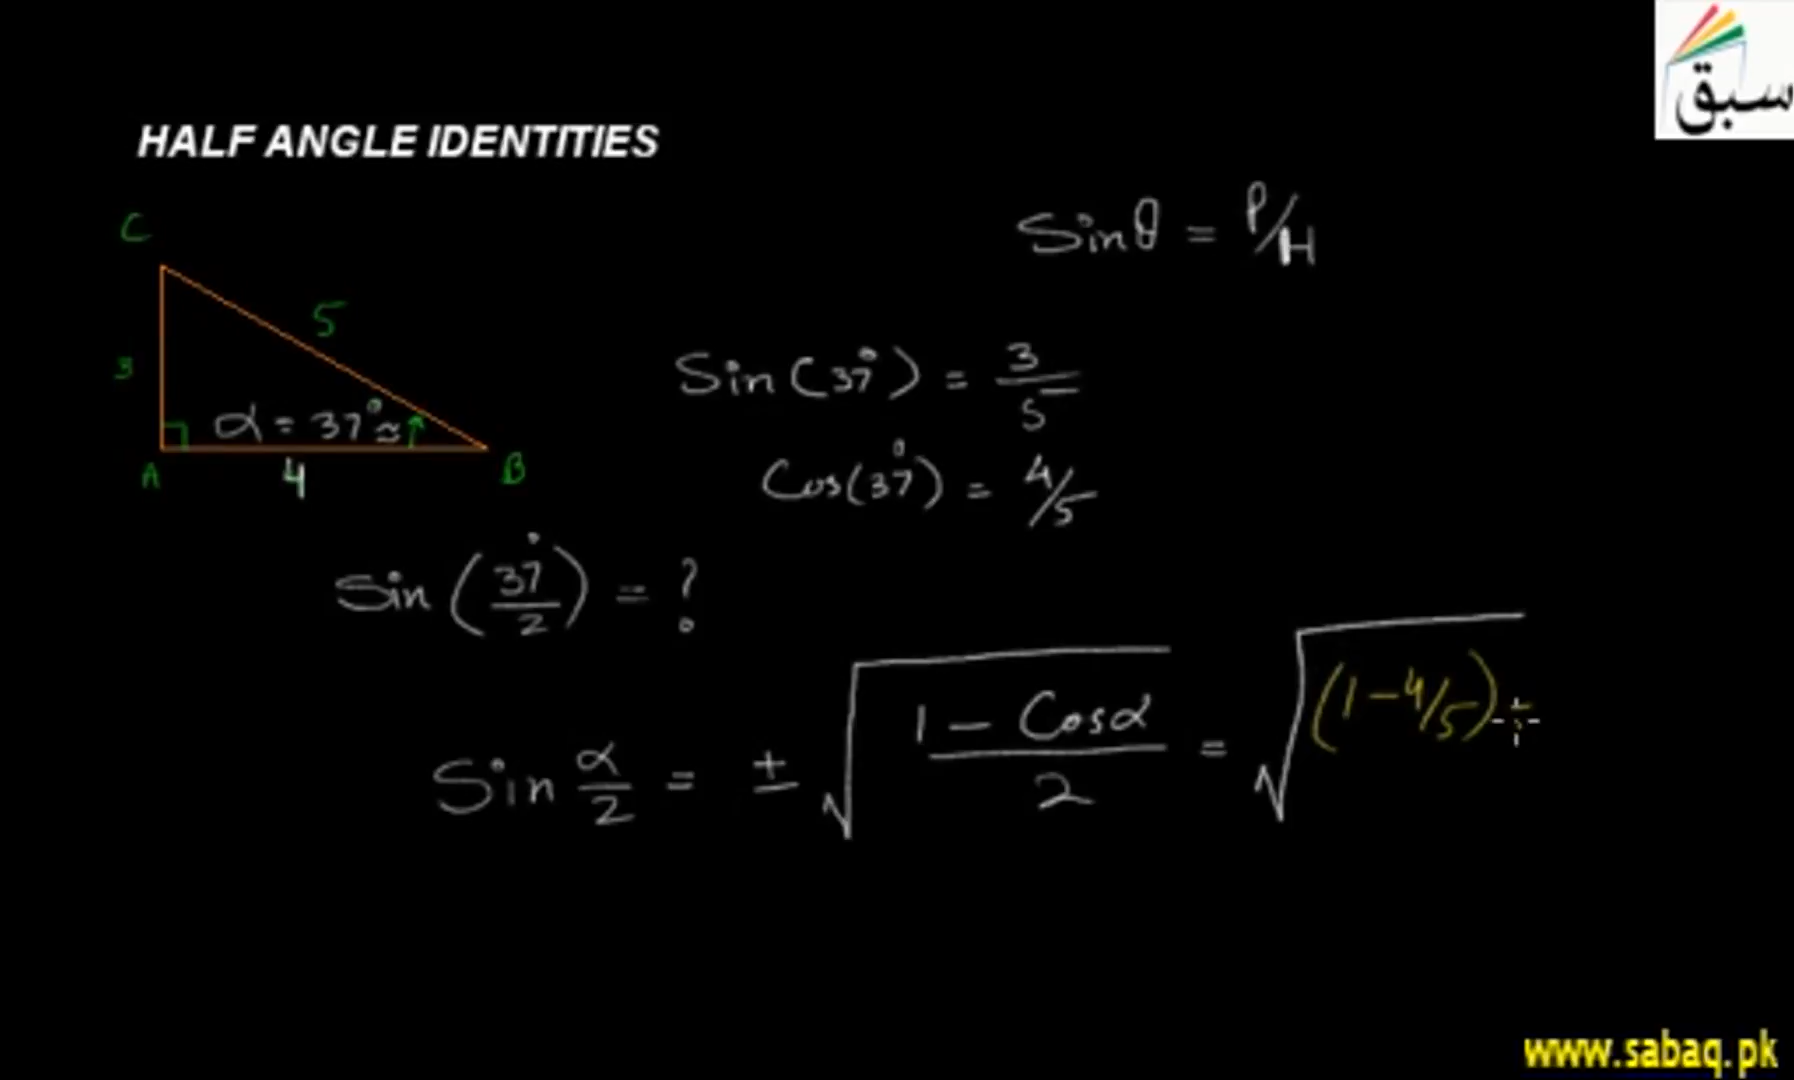 سبق
HALF ANGLE IDENTITIES
C
Sinθ = P/H
5
3
Sin(37°) = 3/5
α = 37° ≈
A
4
B
Cos(37°) = 4/5
Sin(37°/2) = ?
Sin α/2 = ± √((1 - Cosα)/2) = √((1 - 4/5) ÷
www.sabaq.pk